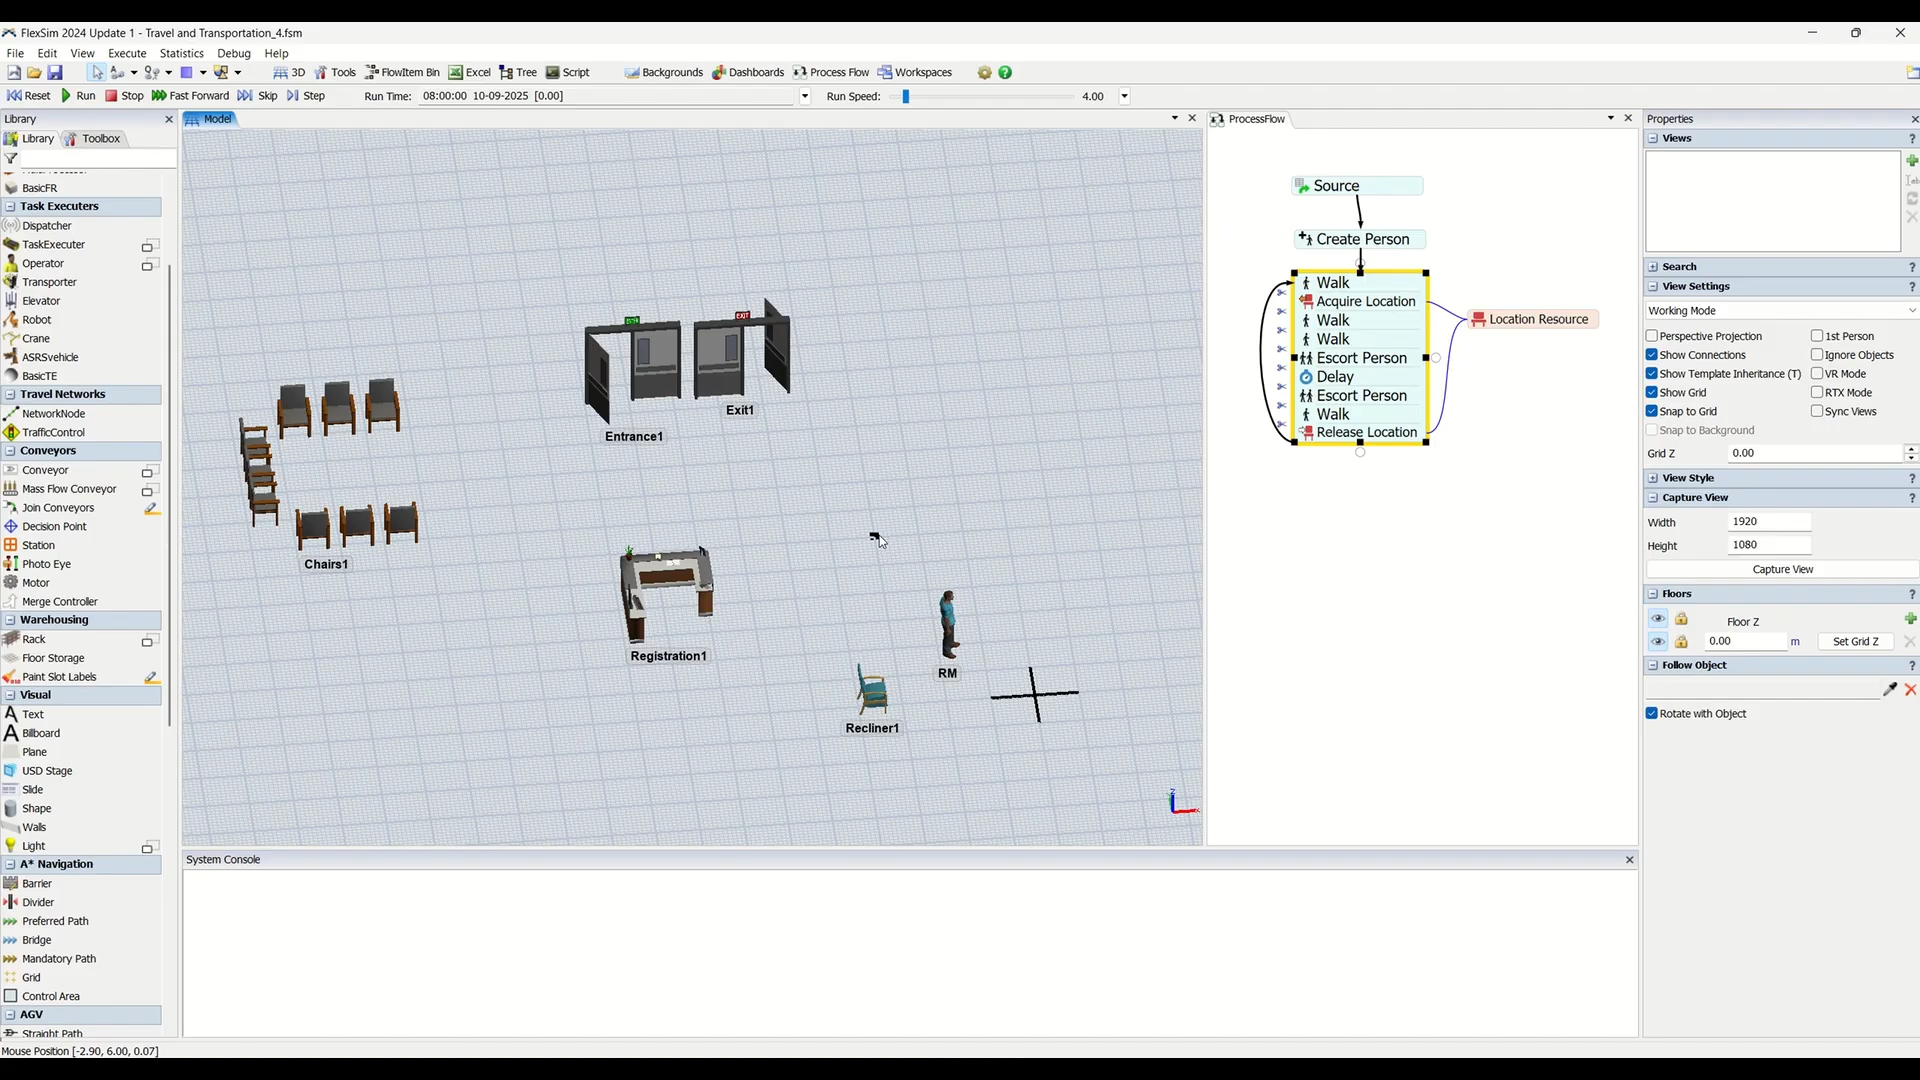 FlexSim 2024 Update 1 - Travel and Transportation_4.fsm
File Edit View Execute Statistics Debug Help
3D Tools FlowItem Bin Excel Tree Script Backgrounds Dashboards Process Flow Workspaces
Reset Run Stop Fast Forward Skip Step Run Time: 08:00:00 10-09-2025 [0.00] Run Speed: 4.00
Library
Library Toolbox
BasicFR
Task Executers
Dispatcher
TaskExecuter
Operator
Transporter
Elevator
Robot
Crane
ASRSvehicle
BasicTE
Travel Networks
NetworkNode
TrafficControl
Conveyors
Conveyor
Mass Flow Conveyor
Join Conveyors
Decision Point
Station
Photo Eye
Motor
Merge Controller
Warehousing
Rack
Floor Storage
Paint Slot Labels
Visual
Text
Billboard
Plane
USD Stage
Slide
Shape
Walls
Light
A* Navigation
Barrier
Divider
Preferred Path
Bridge
Mandatory Path
Grid
Control Area
AGV
Straight Path
Model
EXIT
Entrance1
Exit1
Chairs1
Registration1
RM
Recliner1
Z
ProcessFlow
Source
Create Person
Walk
Acquire Location
Walk
Walk
Escort Person
Delay
Escort Person
Walk
Release Location
Location Resource
System Console
Properties
Views
Search
View Settings
Working Mode
Perspective Projection 1st Person
Show Connections Ignore Objects
Show Template Inheritance (T) VR Mode
Show Grid RTX Mode
Snap to Grid Sync Views
Snap to Background
Grid Z 0.00
View Style
Capture View
Width 1920
Height 1080
Capture View
Floors
Floor Z
0.00 m Set Grid Z
Follow Object
Rotate with Object
Mouse Position [-2.90, 6.00, 0.07]